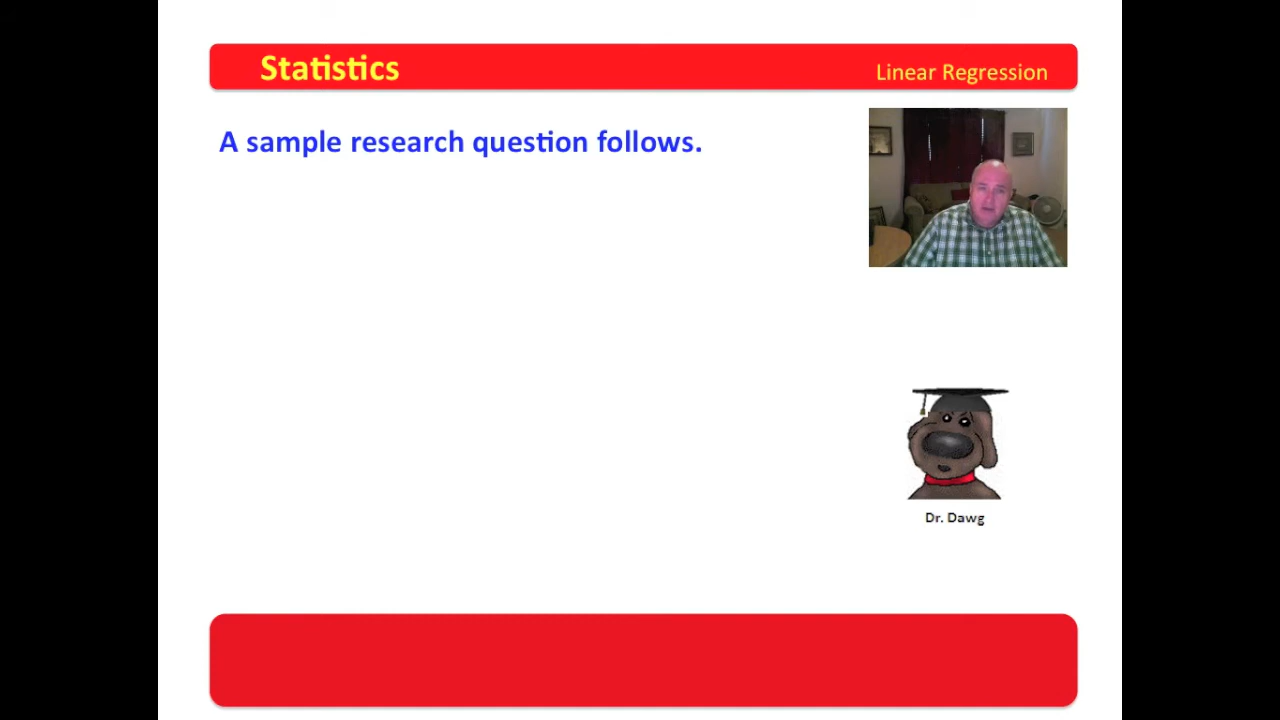 Statistics
Linear Regression
A sample research question follows.
Dr. Dawg